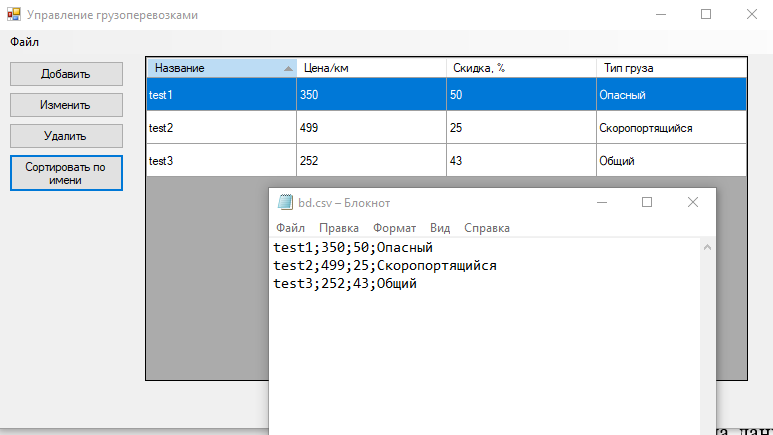 Управление грузоперевозками
Файл
Добавить
Изменить
Удалить
Сортировать по
имени
Название Цена/км Скидка, % Тип груза
test1 350 50 Опасный
test2 499 25 Скоропортящийся
test3 252 43 Общий
bd.csv – Блокнот
Файл Правка Формат Вид Справка
test1;350;50;Опасный
test2;499;25;Скоропортящийся
test3;252;43;Общий